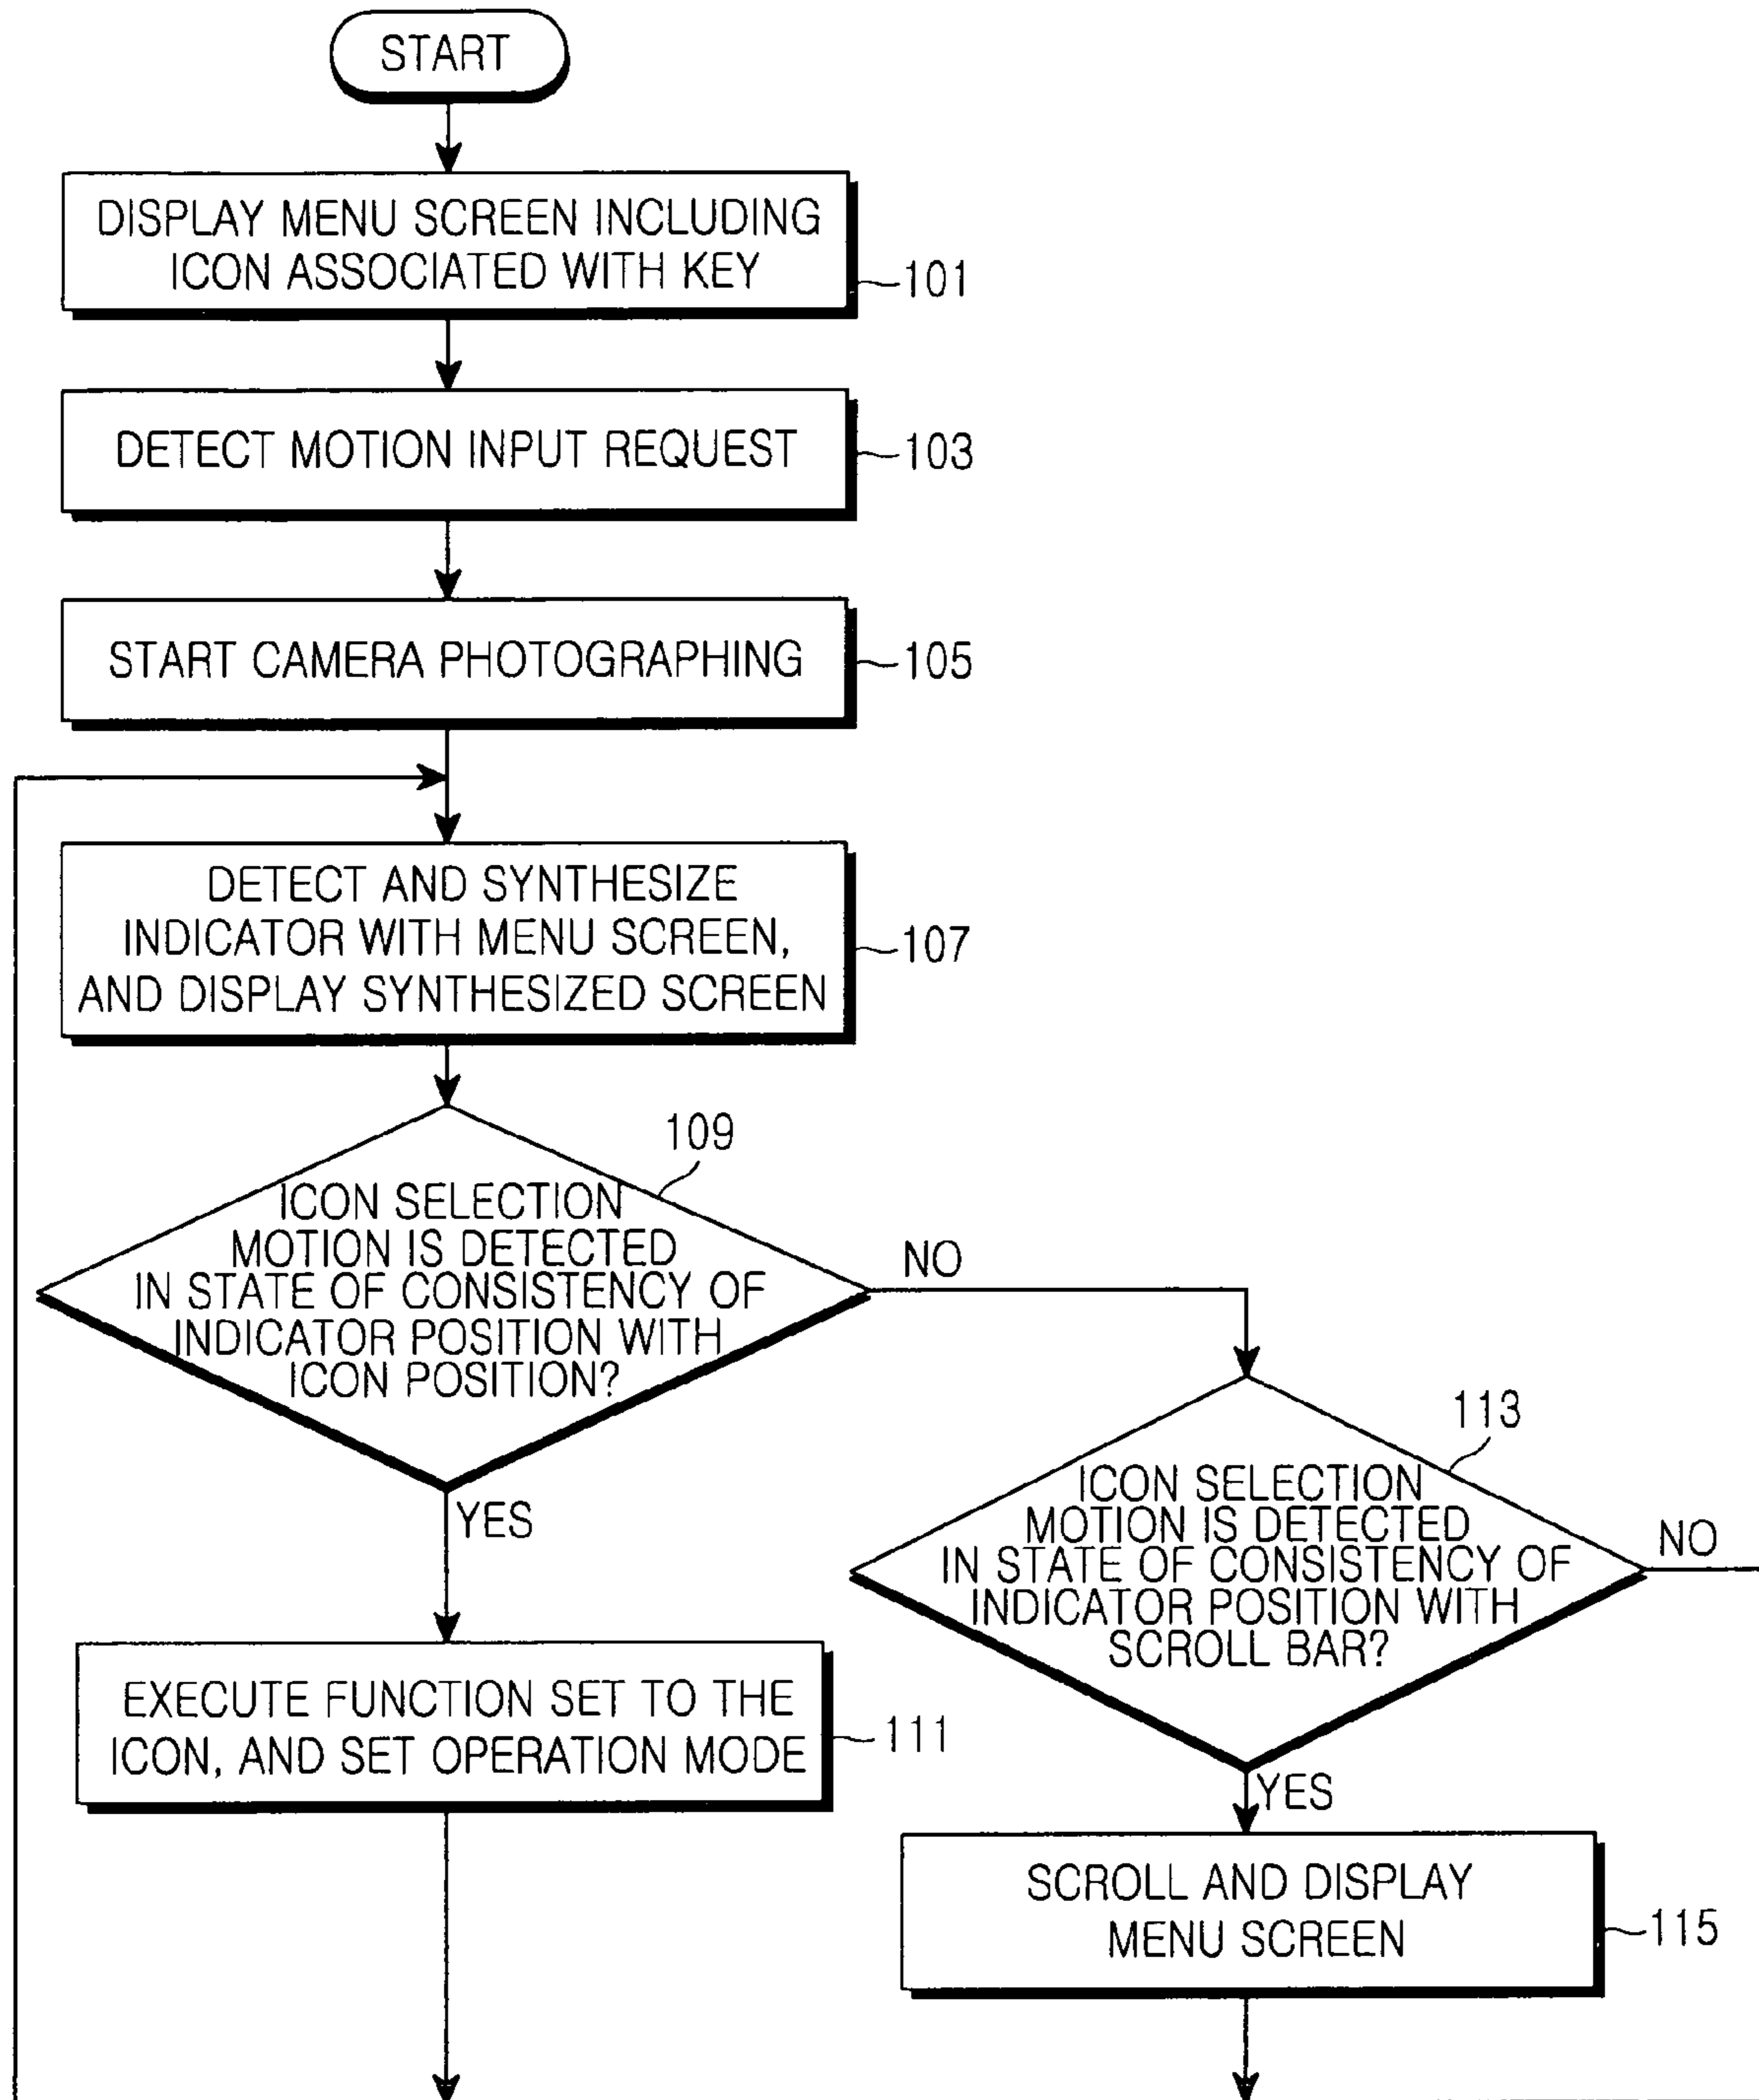 START
DISPLAY MENU SCREEN INCLUDING
ICON ASSOCIATED WITH KEY
101
DETECT MOTION INPUT REQUEST
103
START CAMERA PHOTOGRAPHING
105
DETECT AND SYNTHESIZE
INDICATOR WITH MENU SCREEN,
AND DISPLAY SYNTHESIZED SCREEN
107
109
ICON SELECTION
MOTION IS DETECTED
IN STATE OF CONSISTENCY OF
INDICATOR POSITION WITH
ICON POSITION?
NO
YES
EXECUTE FUNCTION SET TO THE
ICON, AND SET OPERATION MODE
111
113
ICON SELECTION
MOTION IS DETECTED
IN STATE OF CONSISTENCY OF
INDICATOR POSITION WITH
SCROLL BAR?
NO
YES
SCROLL AND DISPLAY
MENU SCREEN
115